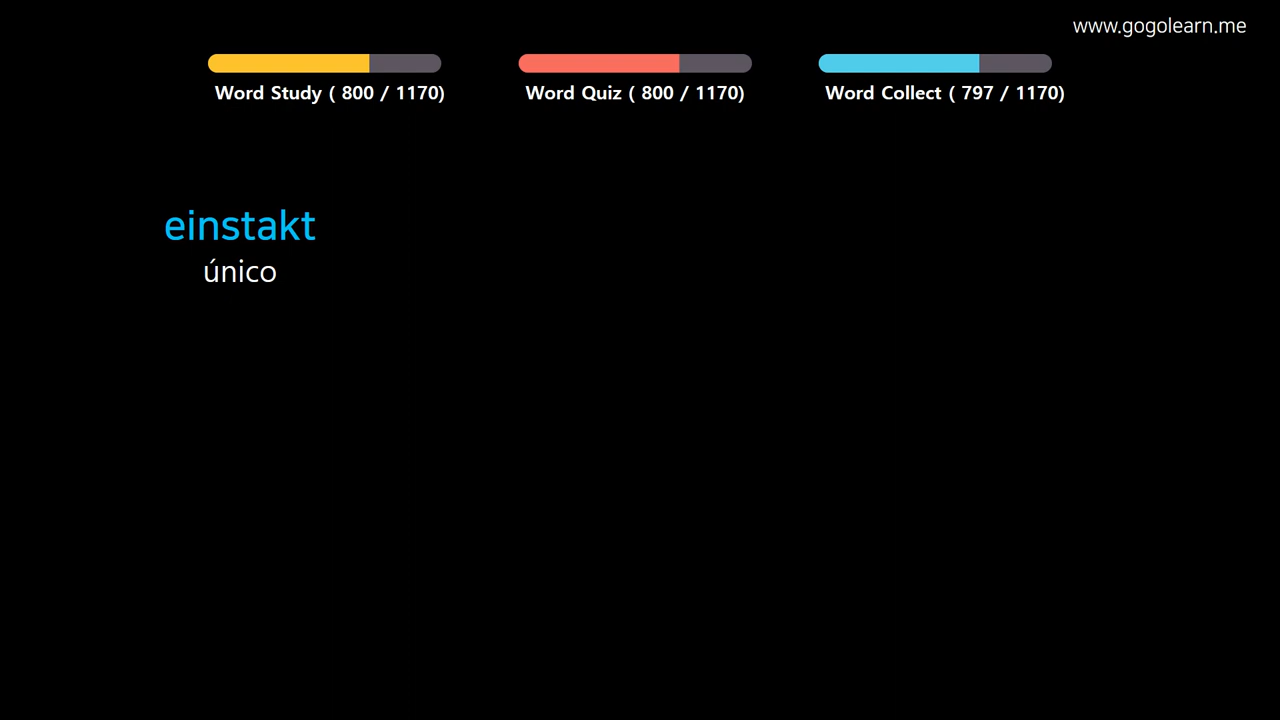 www.gogolearn.me
Word Study ( 800 / 1170)
Word Quiz ( 800 / 1170)
Word Collect ( 797 / 1170)
einstakt
único